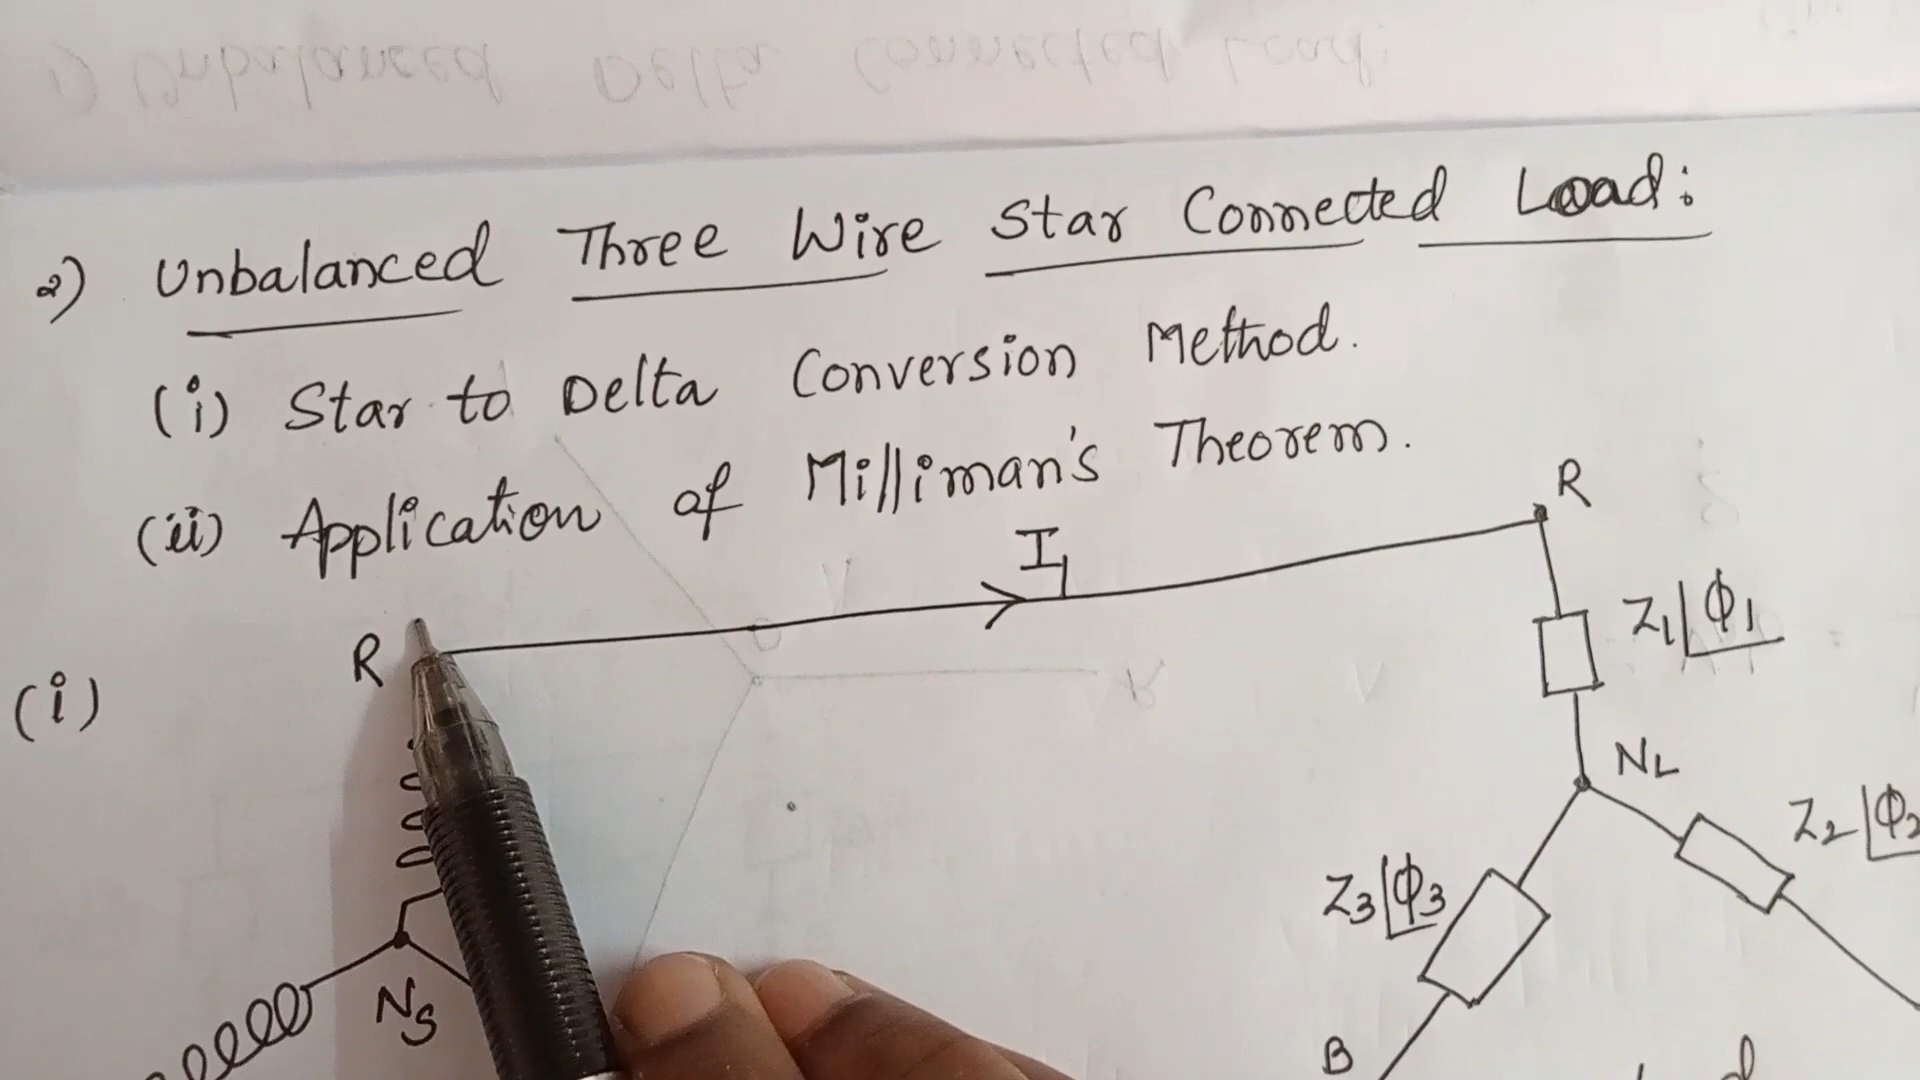 2) Unbalanced Three Wire Star Connected Load:
(i) Star to Delta Conversion Method.
(ii) Application of Milliman's Theorem.
(i)
R
I1
R
Z1∠ϕ1
NL
Z2∠ϕ2
Z3∠ϕ3
B
NS